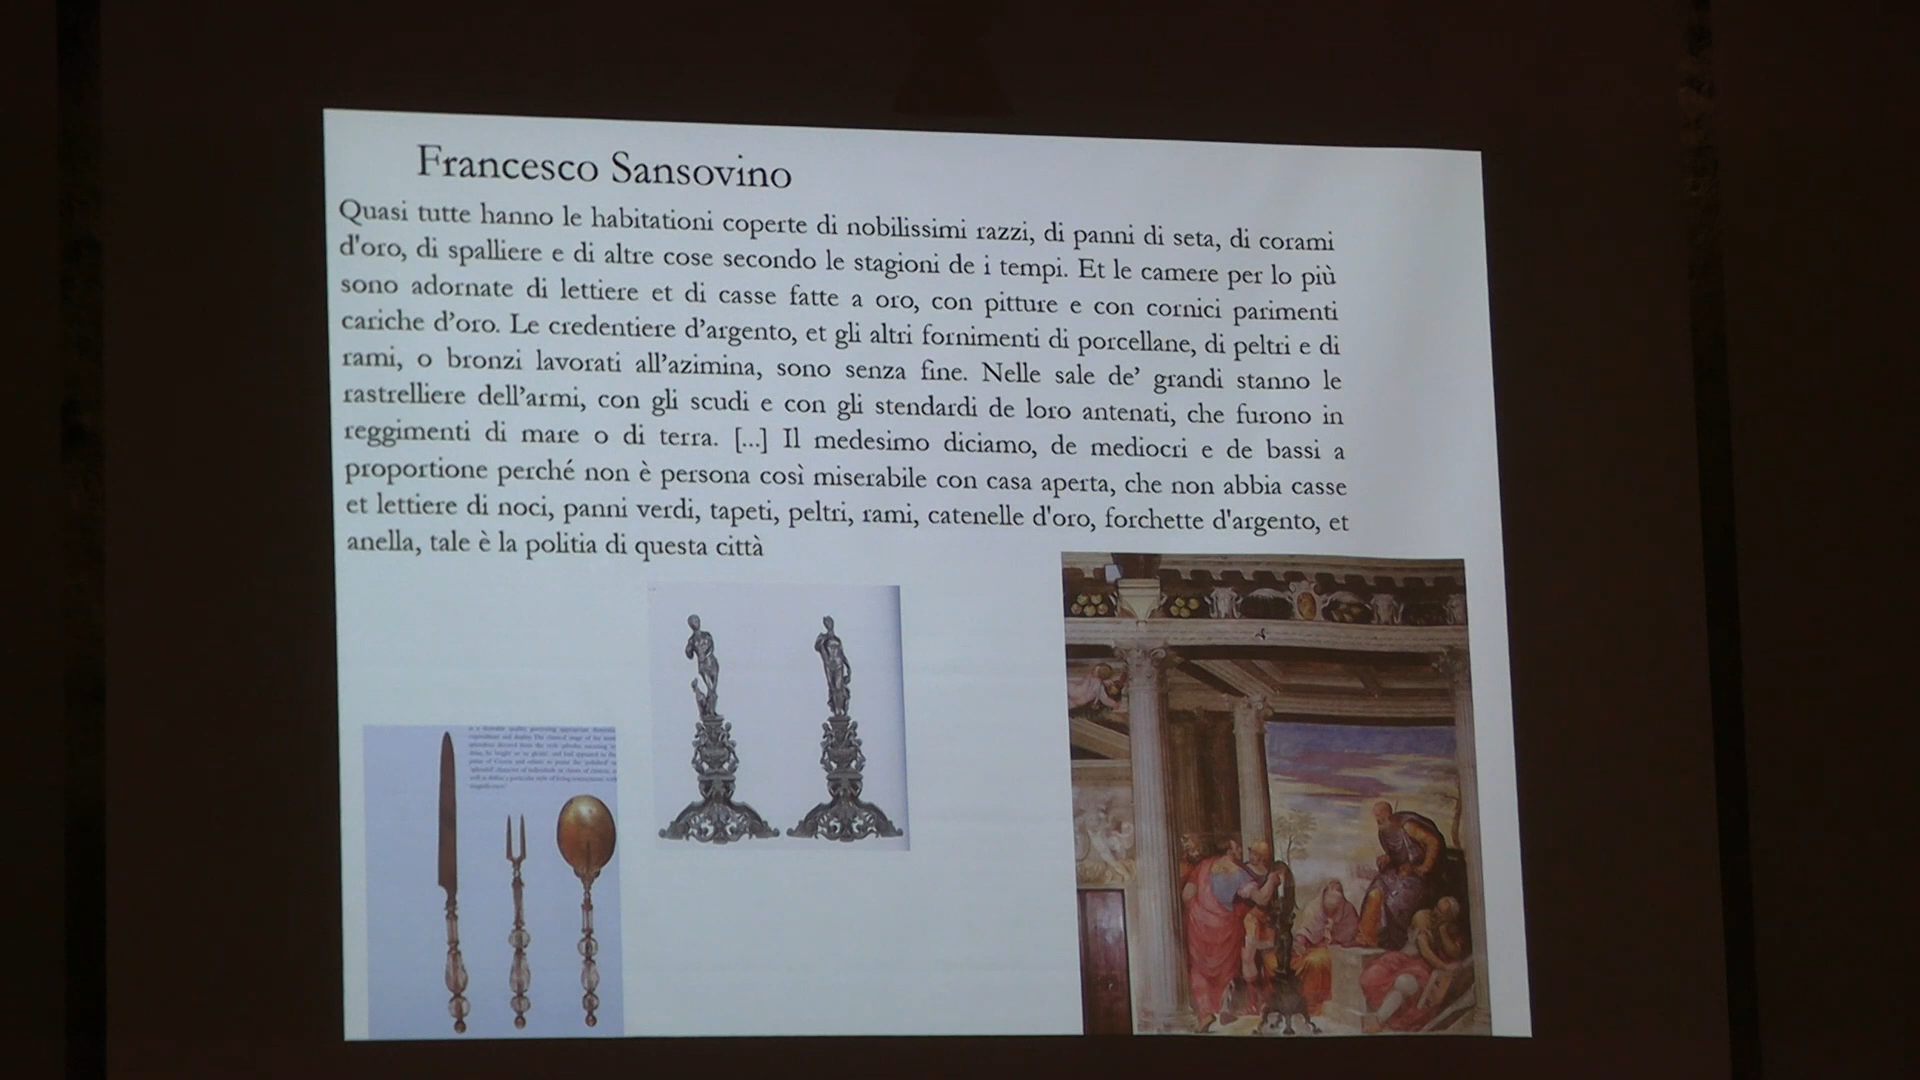 Francesco Sansovino
Quasi tutte hanno le habitationi coperte di nobilissimi razzi, di panni di seta, di corami
d'oro, di spalliere e di altre cose secondo le stagioni de i tempi. Et le camere per lo più
sono adornate di lettiere et di casse fatte a oro, con pitture e con cornici parimenti
cariche d'oro. Le credentiere d'argento, et gli altri fornimenti di porcellane, di peltri e di
rami, o bronzi lavorati all'azimina, sono senza fine. Nelle sale de' grandi stanno le
rastrelliere dell'armi, con gli scudi e con gli stendardi de loro antenati, che furono in
reggimenti di mare o di terra. [...] Il medesimo diciamo, de mediocri e de bassi a
proportione perché non è persona così miserabile con casa aperta, che non abbia casse
et lettiere di noci, panni verdi, tapeti, peltri, rami, catenelle d'oro, forchette d'argento, et
anella, tale è la politia di questa città